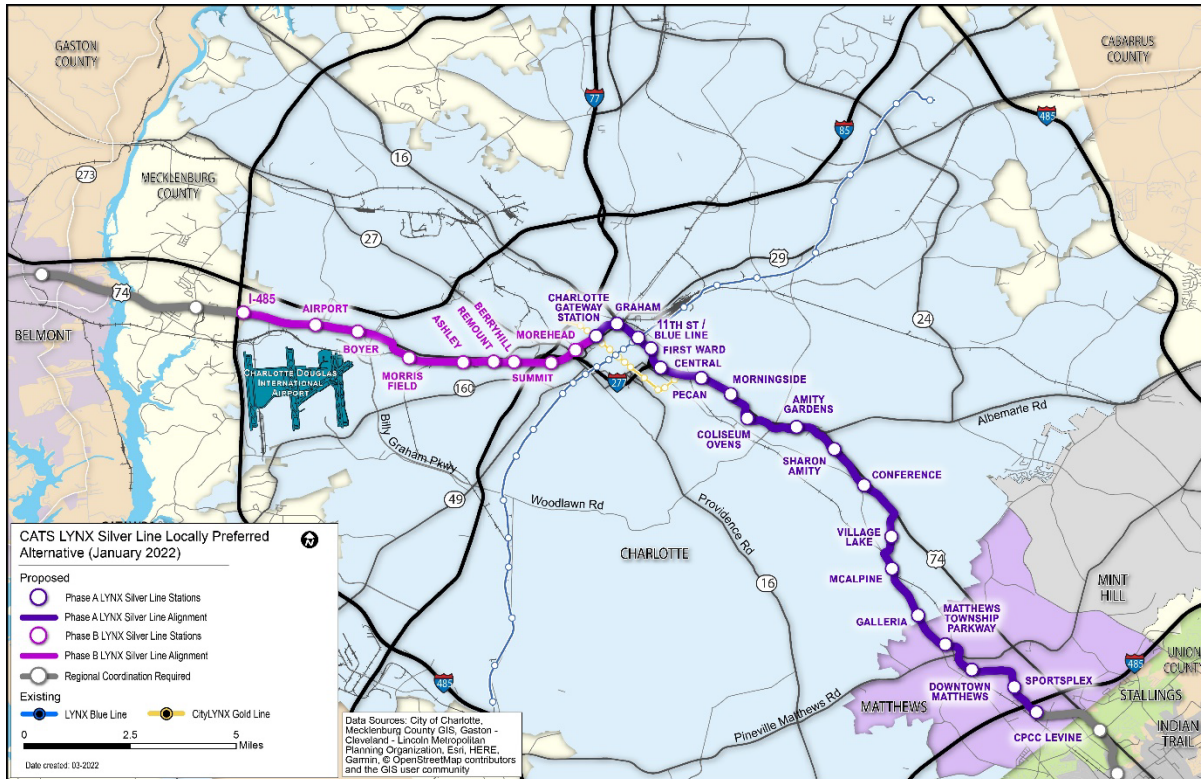 GASTON
COUNTY
CABARRUS
COUNTY
77
485
85
16
273
MECKLENBURG
COUNTY
27
29
74
I-485
AIRPORT
BERRYHILL
REMOUNT
ASHLEY
MOREHEAD
CHARLOTTE
GATEWAY
STATION
GRAHAM
11TH ST /
BLUE LINE
FIRST WARD
CENTRAL
24
BELMONT
BOYER
MORRIS
FIELD
CHARLOTTE DOUGLAS
INTERNATIONAL
AIRPORT
160
SUMMIT
277
PECAN
MORNINGSIDE
AMITY
GARDENS
Albemarle Rd
COLISEUM
OVENS
SHARON
AMITY
CONFERENCE
Billy Graham Pkwy
49
Woodlawn Rd
Providence Rd
CHARLOTTE
16
VILLAGE
LAKE
74
MCALPINE
MINT
HILL
GALLERIA
MATTHEWS
TOWNSHIP
PARKWAY
UNION
COUNTY
485
485
DOWNTOWN
MATTHEWS
SPORTSPLEX
STALLINGS
MATTHEWS
Pineville Matthews Rd
CPCC LEVINE
INDIAN
TRAIL
CATS LYNX Silver Line Locally Preferred
Alternative (January 2022)
N
Proposed
Phase A LYNX Silver Line Stations
Phase A LYNX Silver Line Alignment
Phase B LYNX Silver Line Stations
Phase B LYNX Silver Line Alignment
Regional Coordination Required
Existing
LYNX Blue Line
CityLYNX Gold Line
0 2.5 5
Miles
Date created: 03-2022
Data Sources: City of Charlotte,
Mecklenburg County GIS, Gaston -
Cleveland - Lincoln Metropolitan
Planning Organization, Esri, HERE,
Garmin, © OpenStreetMap contributors
and the GIS user community